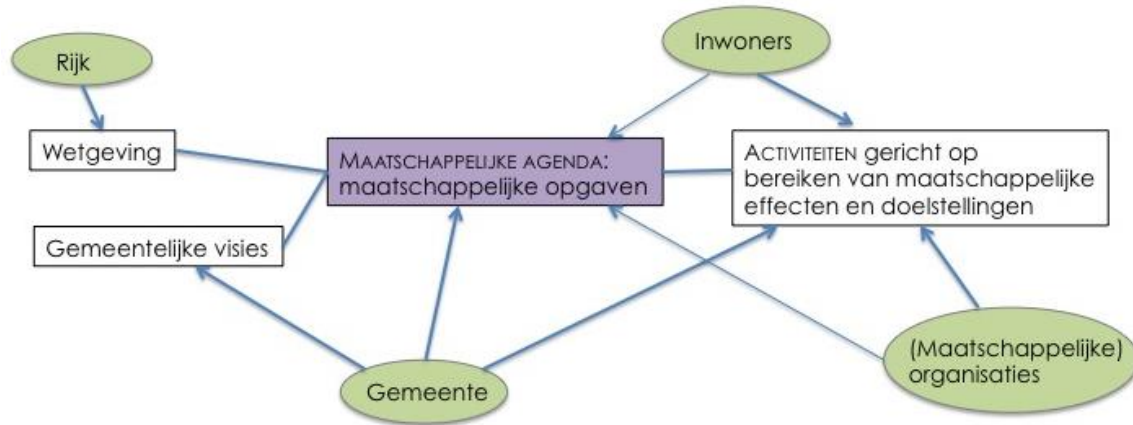 Rijk
Inwoners
Wetgeving
MAATSCHAPPELIJKE AGENDA:
maatschappelijke opgaven
ACTIVITEITEN gericht op
bereiken van maatschappelijke
effecten en doelstellingen
Gemeentelijke visies
Gemeente
(Maatschappelijke)
organisaties